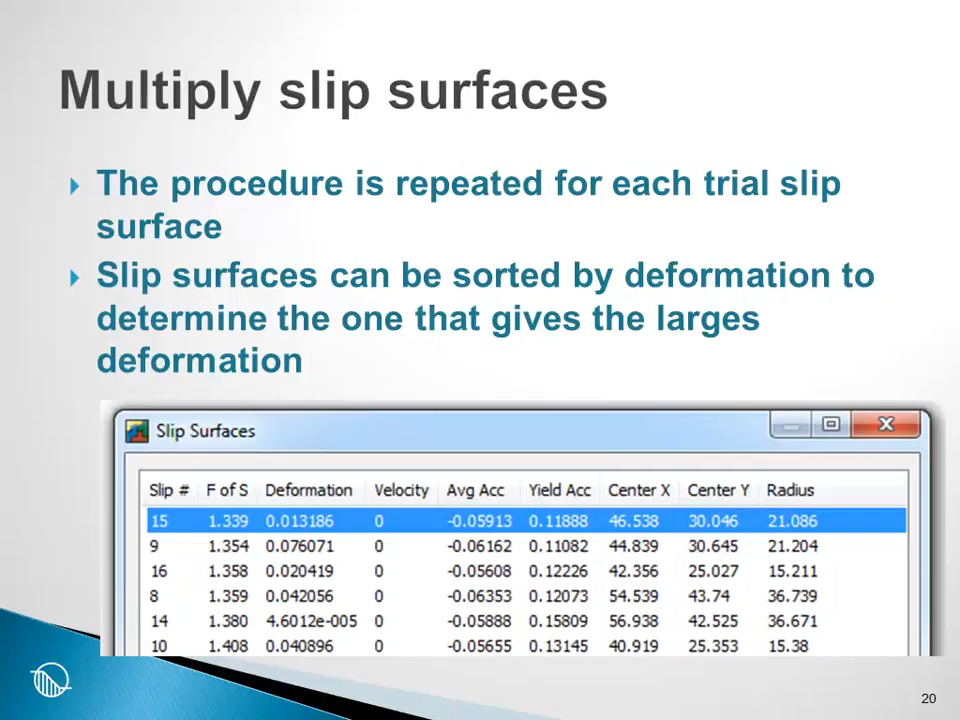 Multiply slip surfaces
The procedure is repeated for each trial slip
surface
Slip surfaces can be sorted by deformation to
determine the one that gives the larges
deformation
Slip Surfaces
Slip # F of S Deformation Velocity Avg Acc Yield Acc Center X Center Y Radius
15 1.339 0.013186 0 -0.05913 0.11888 46.538 30.046 21.086
9 1.354 0.076071 0 -0.06162 0.11082 44.839 30.645 21.204
16 1.358 0.020419 0 -0.05608 0.12226 42.356 25.027 15.211
8 1.359 0.042056 0 -0.06353 0.12073 54.539 43.74 36.739
14 1.380 4.6012e-005 0 -0.05888 0.15809 56.938 42.525 36.671
10 1.408 0.040896 0 -0.05655 0.13145 40.919 25.353 15.38
20